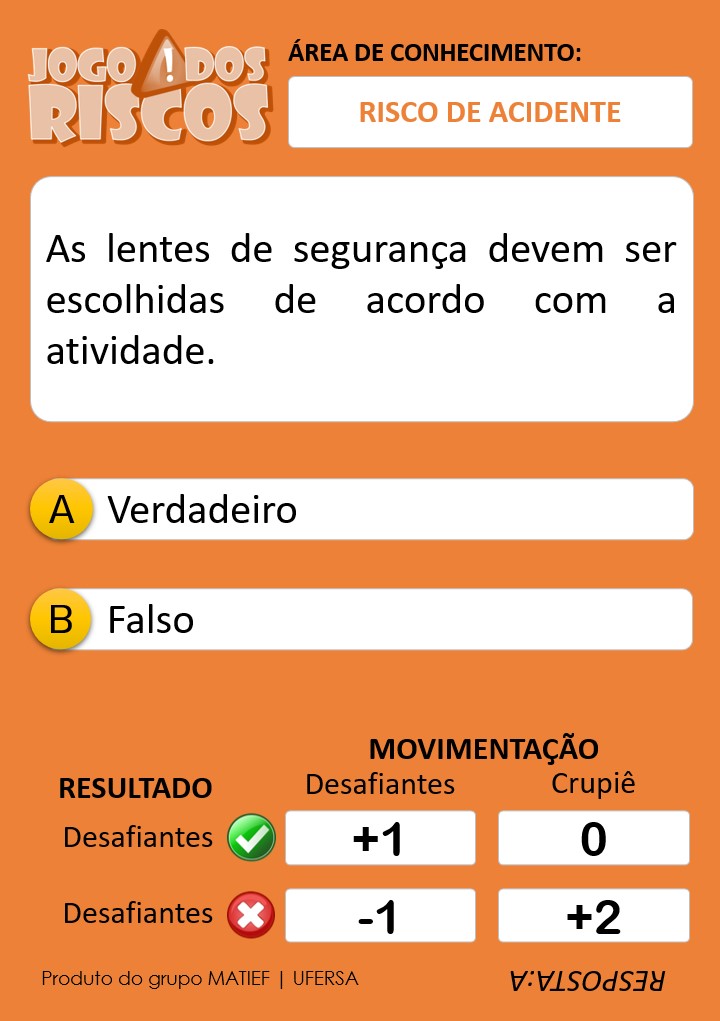 JOGO DOS
RISCOS
ÁREA DE CONHECIMENTO:
RISCO DE ACIDENTE
As lentes de segurança devem ser
escolhidas de acordo com a
atividade.
A Verdadeiro
B Falso
MOVIMENTAÇÃO
RESULTADO Desafiantes Crupiê
Desafiantes +1 0
Desafiantes -1 +2
Produto do grupo MATIEF | UFERSA RESPOSTA:A